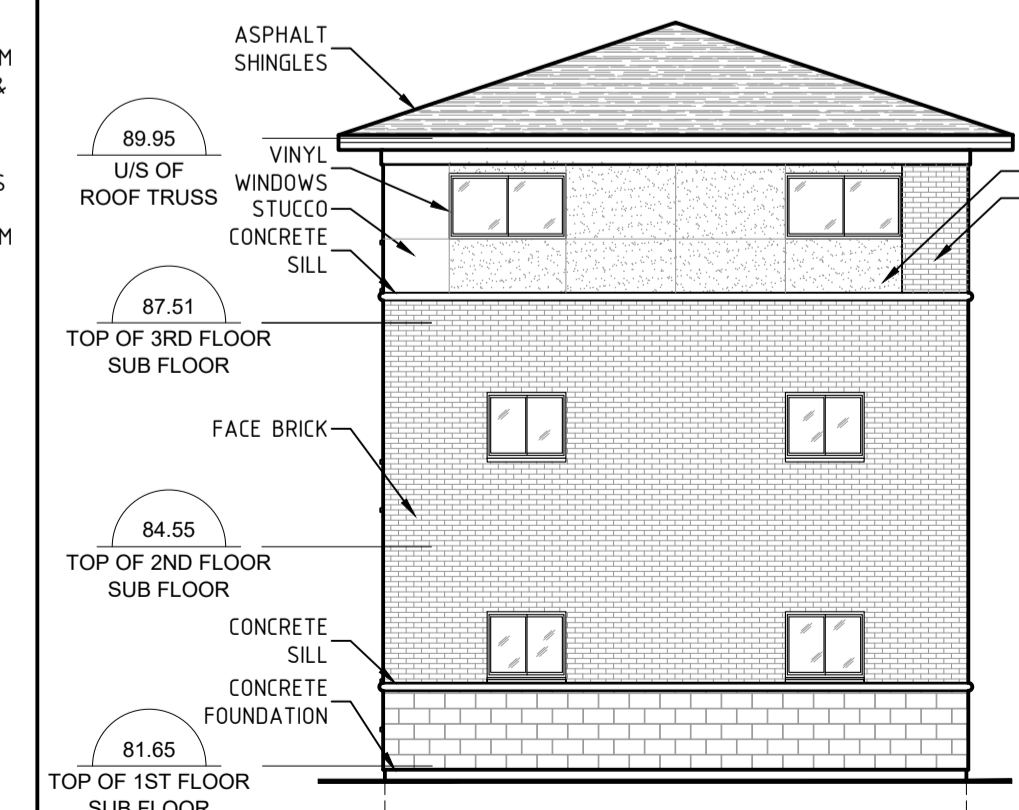 M
&
S
M
ASPHALT
SHINGLES
89.95
U/S OF
ROOF TRUSS
VINYL
WINDOWS
STUCCO
CONCRETE
SILL
87.51
TOP OF 3RD FLOOR
SUB FLOOR
FACE BRICK
84.55
TOP OF 2ND FLOOR
SUB FLOOR
CONCRETE
SILL
CONCRETE
FOUNDATION
81.65
TOP OF 1ST FLOOR
SUB FLOOR